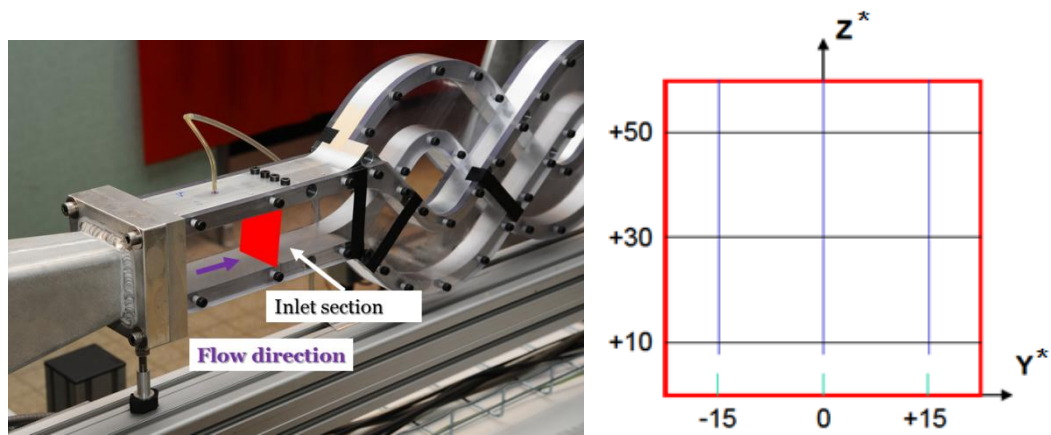 Inlet section
Flow direction
Z*
+50
+30
+10
Y*
-15
0
+15